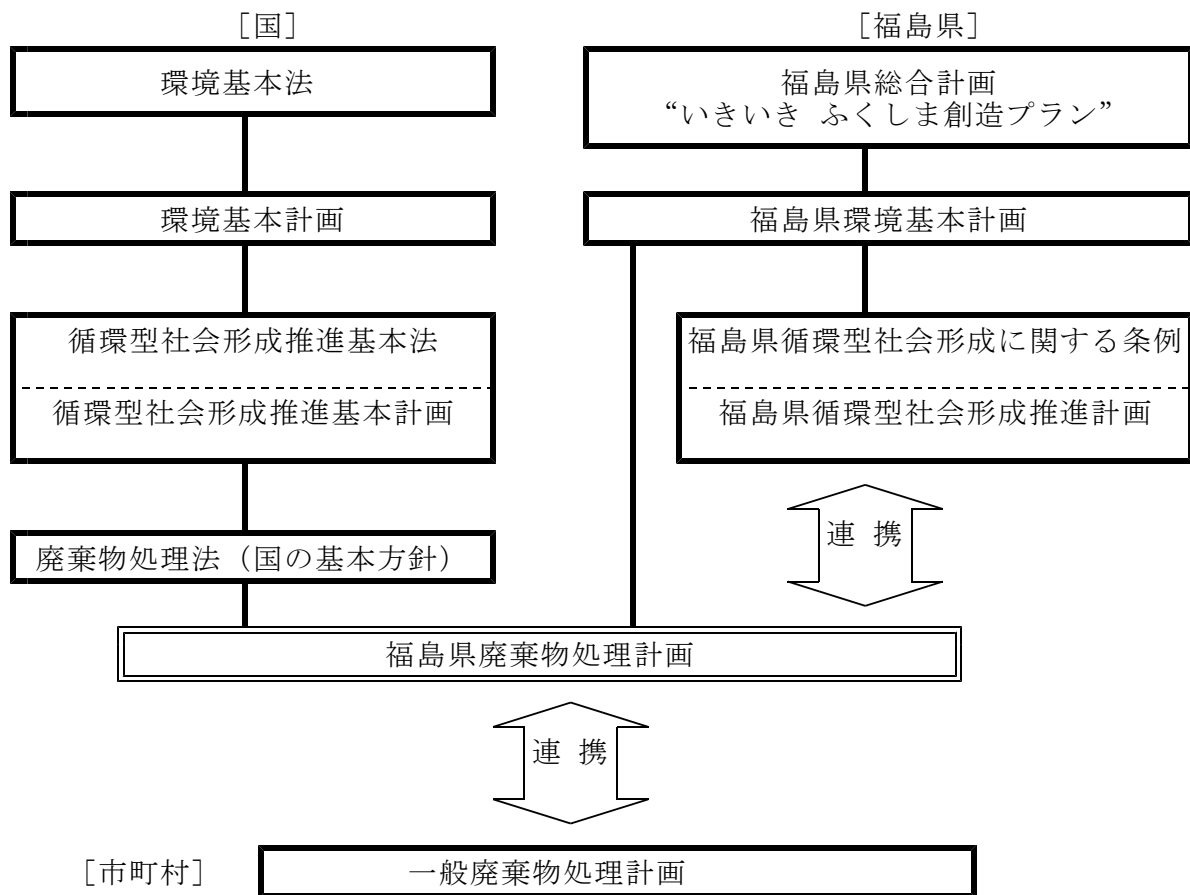 ［国］
［福島県］
環境基本法
福島県総合計画
“いきいき ふくしま創造プラン”
環境基本計画
福島県環境基本計画
循環型社会形成推進基本法
循環型社会形成推進基本計画
福島県循環型社会形成に関する条例
福島県循環型社会形成推進計画
連 携
廃棄物処理法（国の基本方針）
福島県廃棄物処理計画
連 携
［市町村］
一般廃棄物処理計画